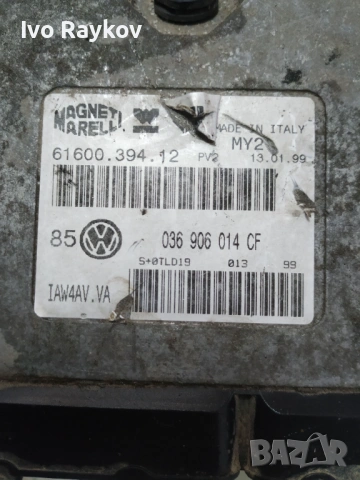 Ivo Raykov
MAGNETI
MARELLI
MADE IN ITALY
MY2
61600.394.12 PV2 13.01.99
85 036 906 014 CF
S+0TLD19 013 99
IAW4AV.VA
BAZAR